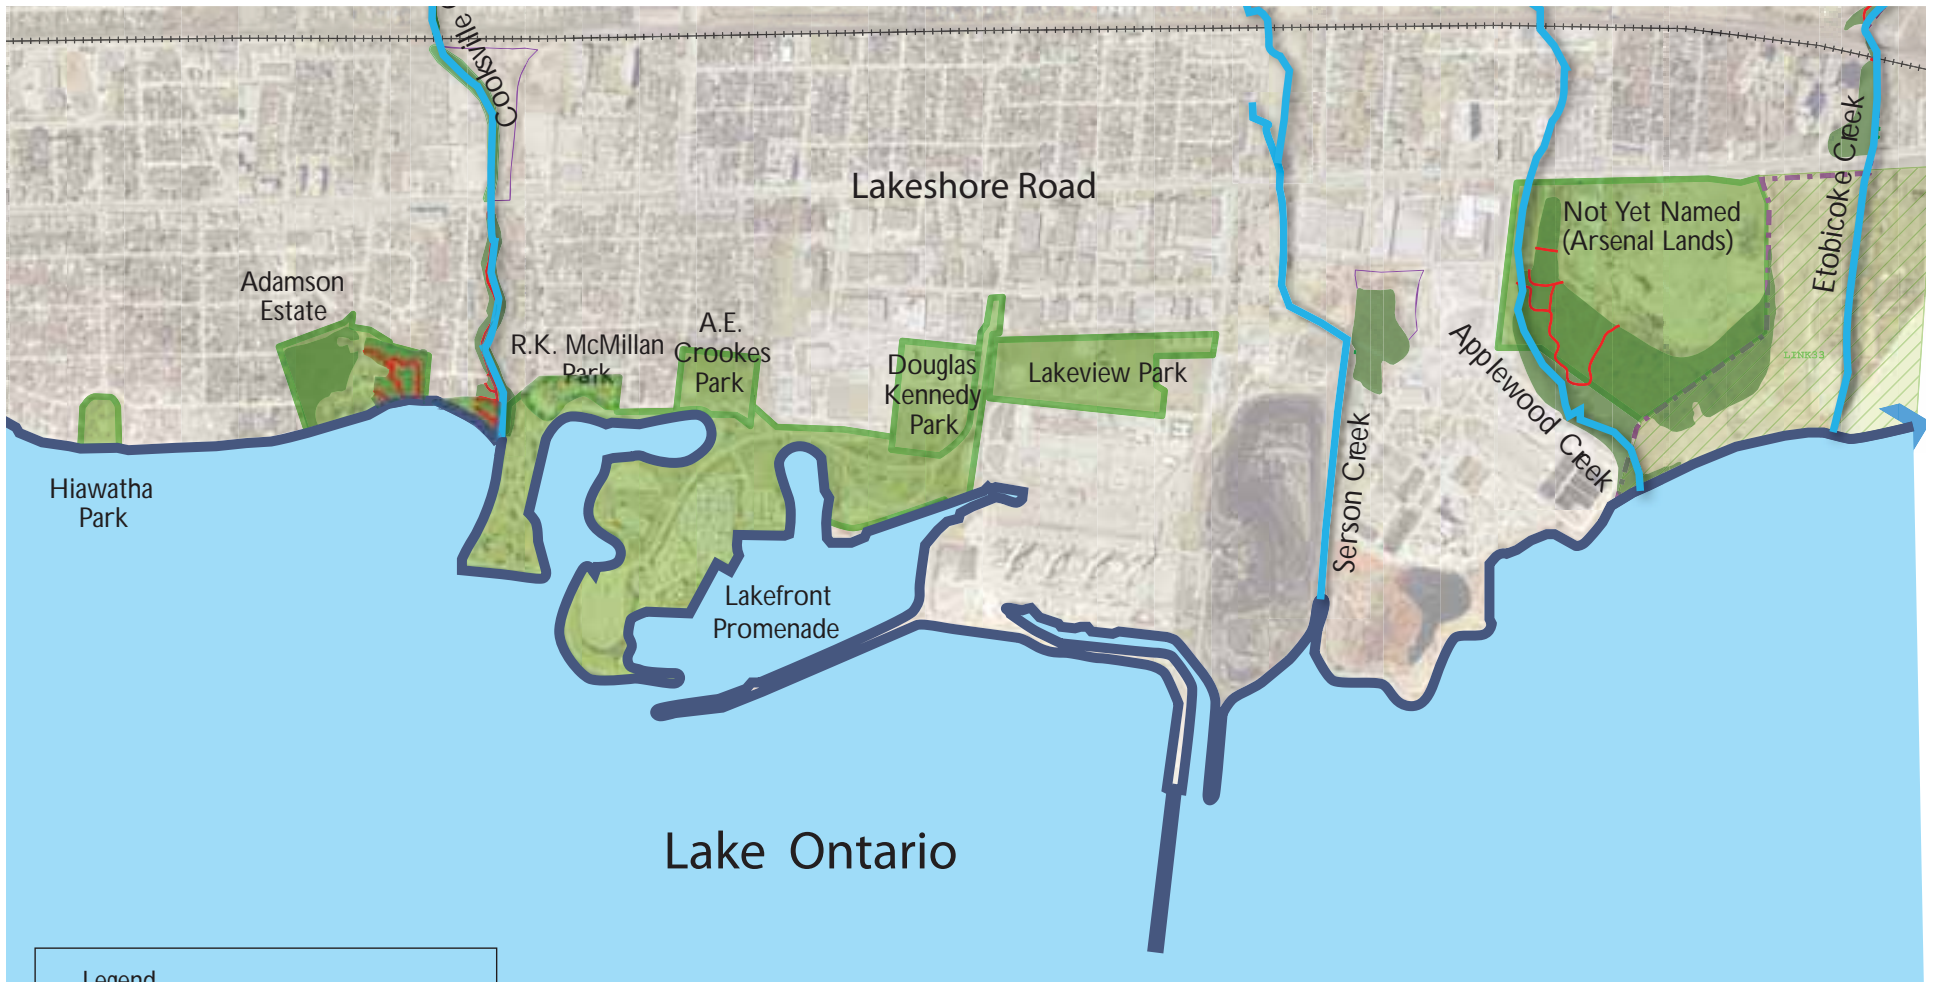 Cooksville
Etobicoke Creek
Lakeshore Road
Not Yet Named
(Arsenal Lands)
Adamson
Estate
R.K. McMillan
Park
A.E.
Crookes
Park
Douglas
Kennedy
Park
Lakeview Park
LINK33
Applewood Creek
Serson Creek
Hiawatha
Park
Lakefront
Promenade
Lake Ontario
Legend